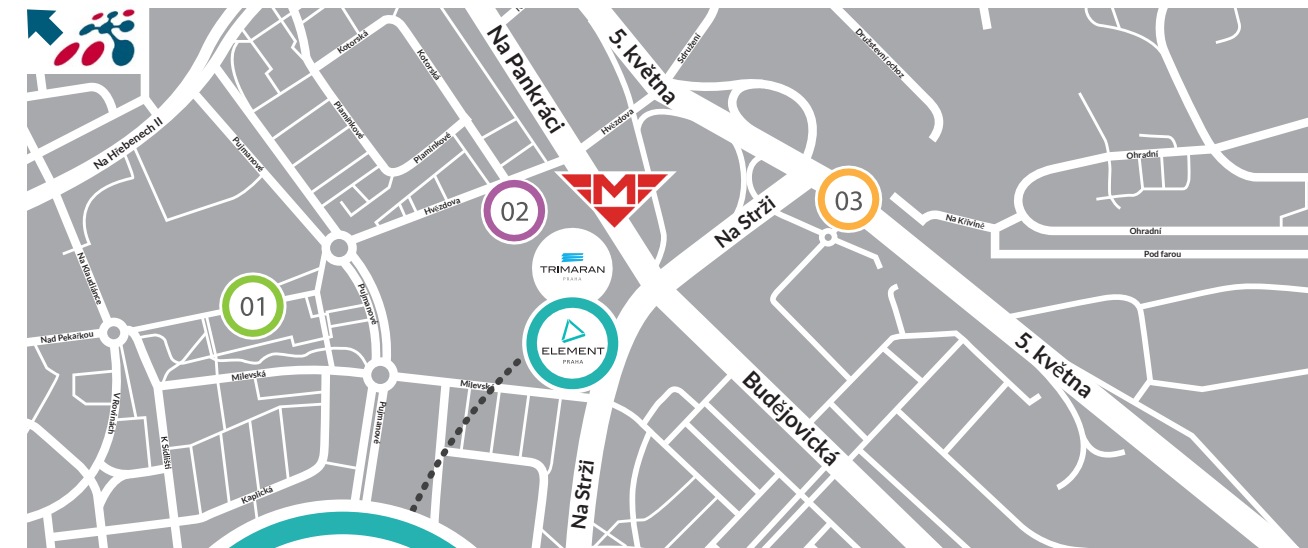 Na Pankráci
5. května
Sdružení
Družstevní ochoz
Kotorská
Kotorská
Na Hřebenech II
Pujmanové
Plamínkové
Plamínkové
Hvězdova
Hvězdova
Ohradní
M
01
02
03
Na Strži
Na Křivině
Ohradní
Pod farou
TRIMARAN
PRAHA
Na Klaudiánce
Pujmanové
Nad Pekařkou
ELEMENT
PRAHA
5. května
Milevská
Milevská
Budějovická
V Rovinách
K Sídlišti
Pujmanové
Kaplická
Na Strži